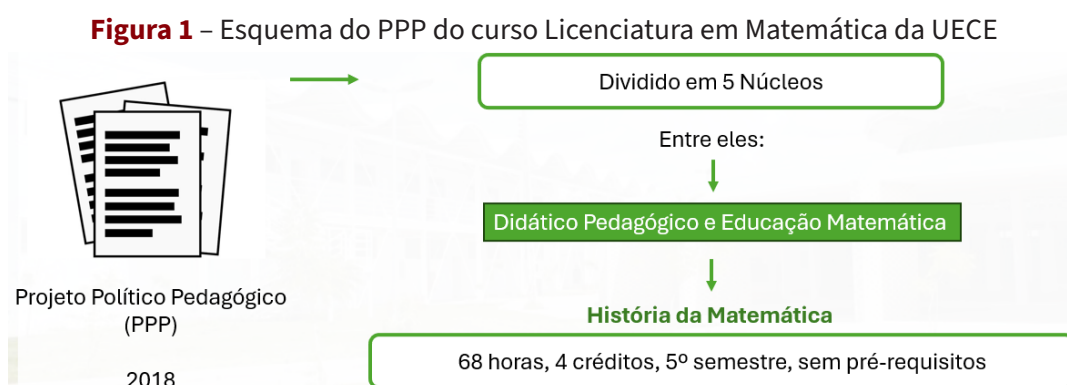 Figura 1 – Esquema do PPP do curso Licenciatura em Matemática da UECE
Dividido em 5 Núcleos
Entre eles:
Didático Pedagógico e Educação Matemática
Projeto Político Pedagógico
(PPP)
2018
História da Matemática
68 horas, 4 créditos, 5º semestre, sem pré-requisitos